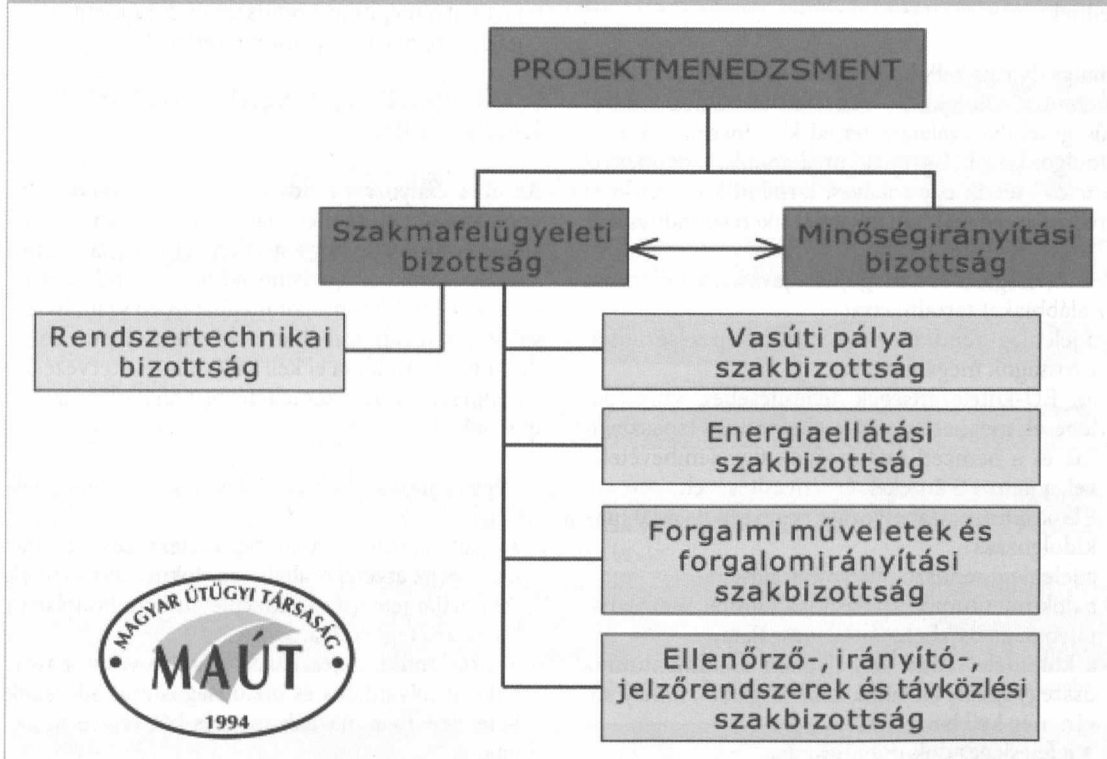 PROJEKTMENEDZSMENT
Szakmafelügyeleti
bizottság
Minőségirányítási
bizottság
Rendszertechnikai
bizottság
Vasúti pálya
szakbizottság
Energiaellátási
szakbizottság
Forgalmi műveletek és
forgalomirányítási
szakbizottság
Ellenőrző-, irányító-,
jelzőrendszerek és távközlési
szakbizottság
MAGYAR ÚTÜGYI TÁRSASÁG
MAÚT
1994